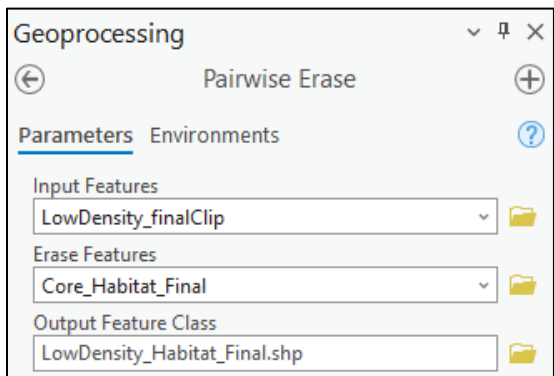 Geoprocessing
Pairwise Erase
Parameters Environments
Input Features
LowDensity_finalClip
Erase Features
Core_Habitat_Final
Output Feature Class
LowDensity_Habitat_Final.shp